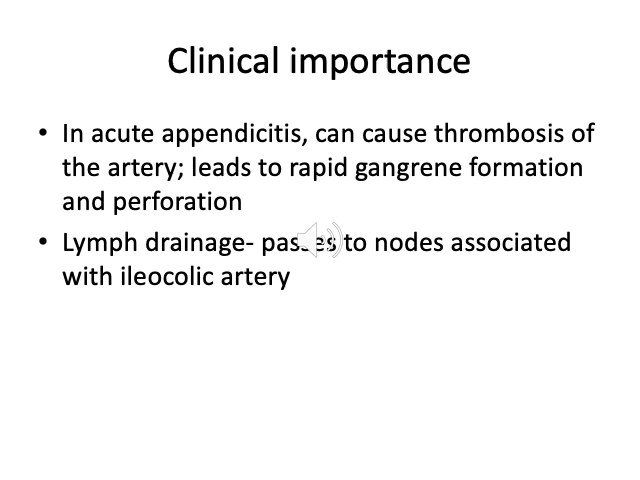 Clinical importance
• In acute appendicitis, can cause thrombosis of
the artery; leads to rapid gangrene formation
and perforation
• Lymph drainage- passes to nodes associated
with ileocolic artery